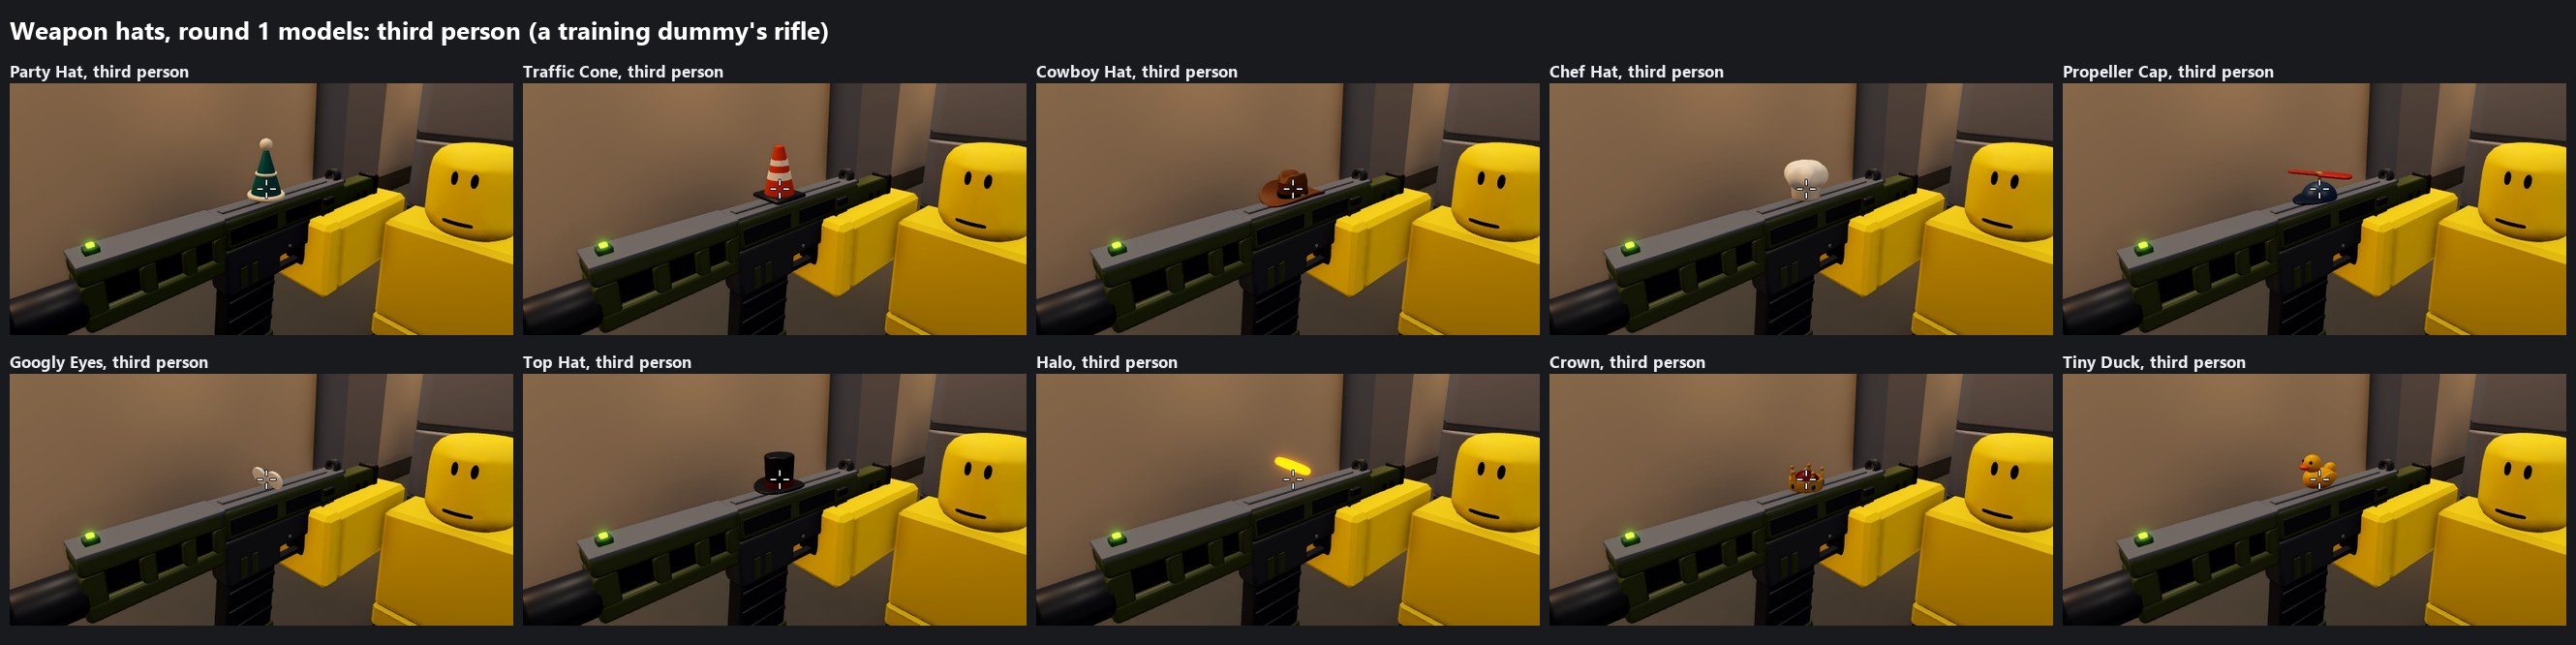 Weapon hats, round 1 models: third person (a training dummy's rifle)
Party Hat, third person
Traffic Cone, third person
Cowboy Hat, third person
Chef Hat, third person
Propeller Cap, third person
Googly Eyes, third person
Top Hat, third person
Halo, third person
Crown, third person
Tiny Duck, third person